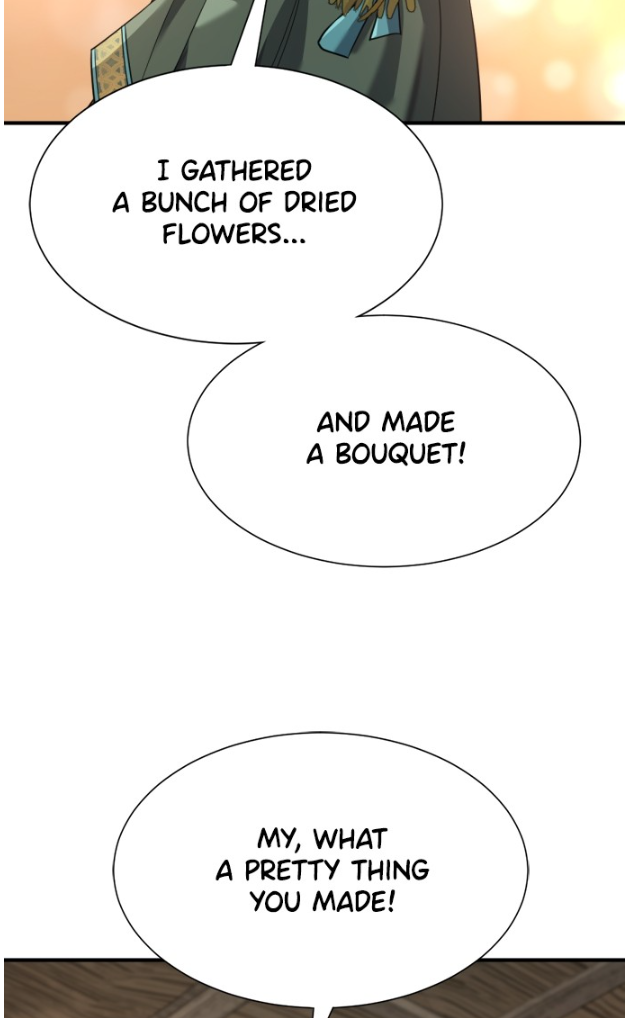 I GATHERED
A BUNCH OF DRIED
FLOWERS...
AND MADE
A BOUQUET!
MY, WHAT
A PRETTY THING
YOU MADE!